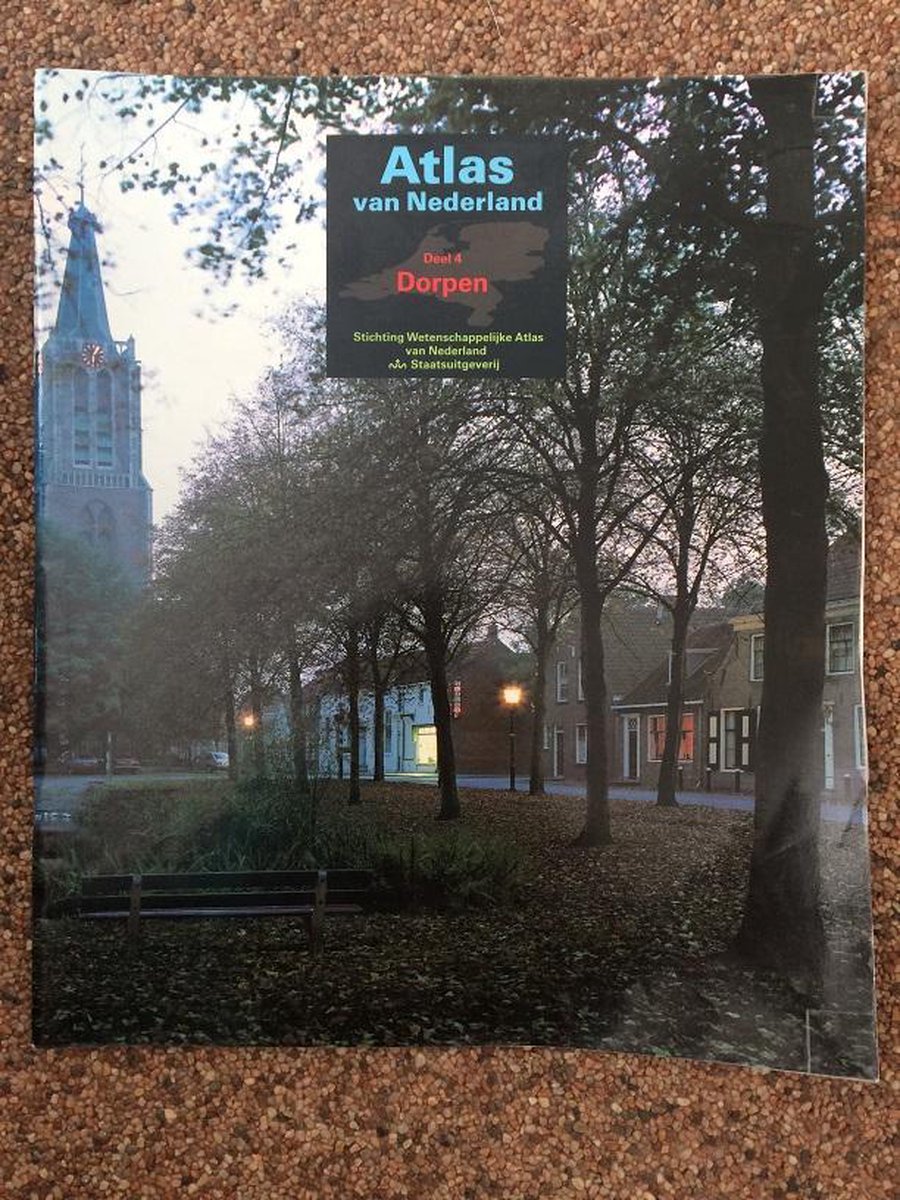 Atlas
van Nederland
Deel 4
Dorpen
Stichting Wetenschappelijke Atlas
van Nederland
Staatsuitgeverij